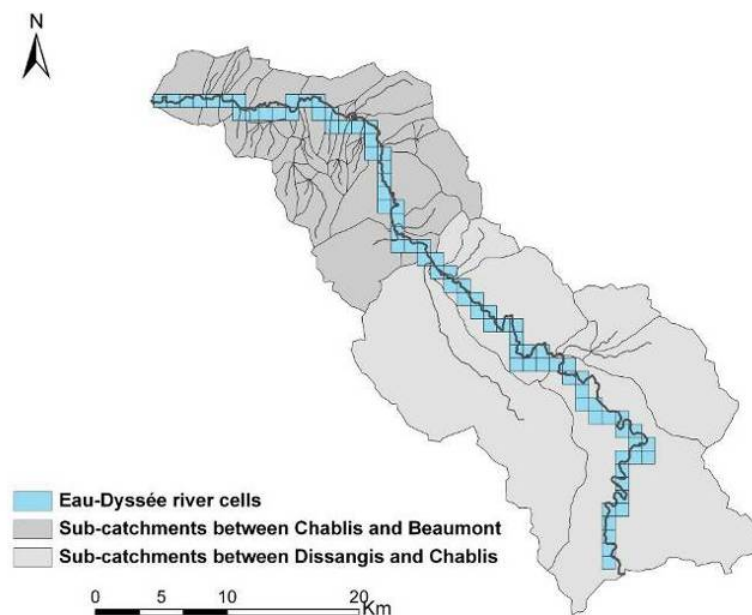 N
Eau-Dyssée river cells
Sub-catchments between Chablis and Beaumont
Sub-catchments between Dissangis and Chablis
0 5 10 20
Km